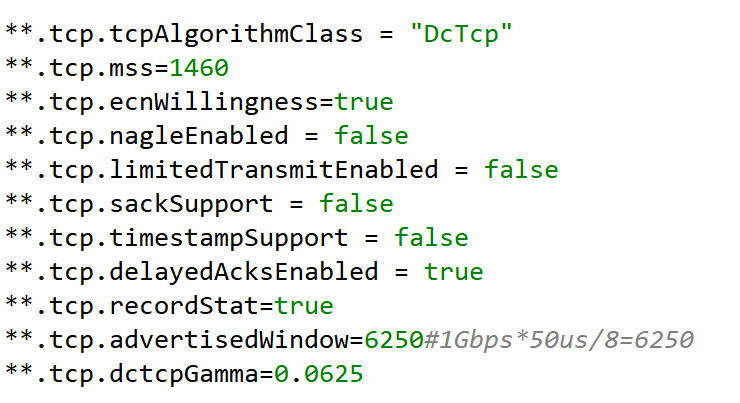 **.tcp.tcpAlgorithmClass = "DcTcp"
**.tcp.mss=1460
**.tcp.ecnWillingness=true
**.tcp.nagleEnabled = false
**.tcp.limitedTransmitEnabled = false
**.tcp.sackSupport = false
**.tcp.timestampSupport = false
**.tcp.delayedAcksEnabled = true
**.tcp.recordStat=true
**.tcp.advertisedWindow=6250#1Gbps*50us/8=6250
**.tcp.dctcpGamma=0.0625